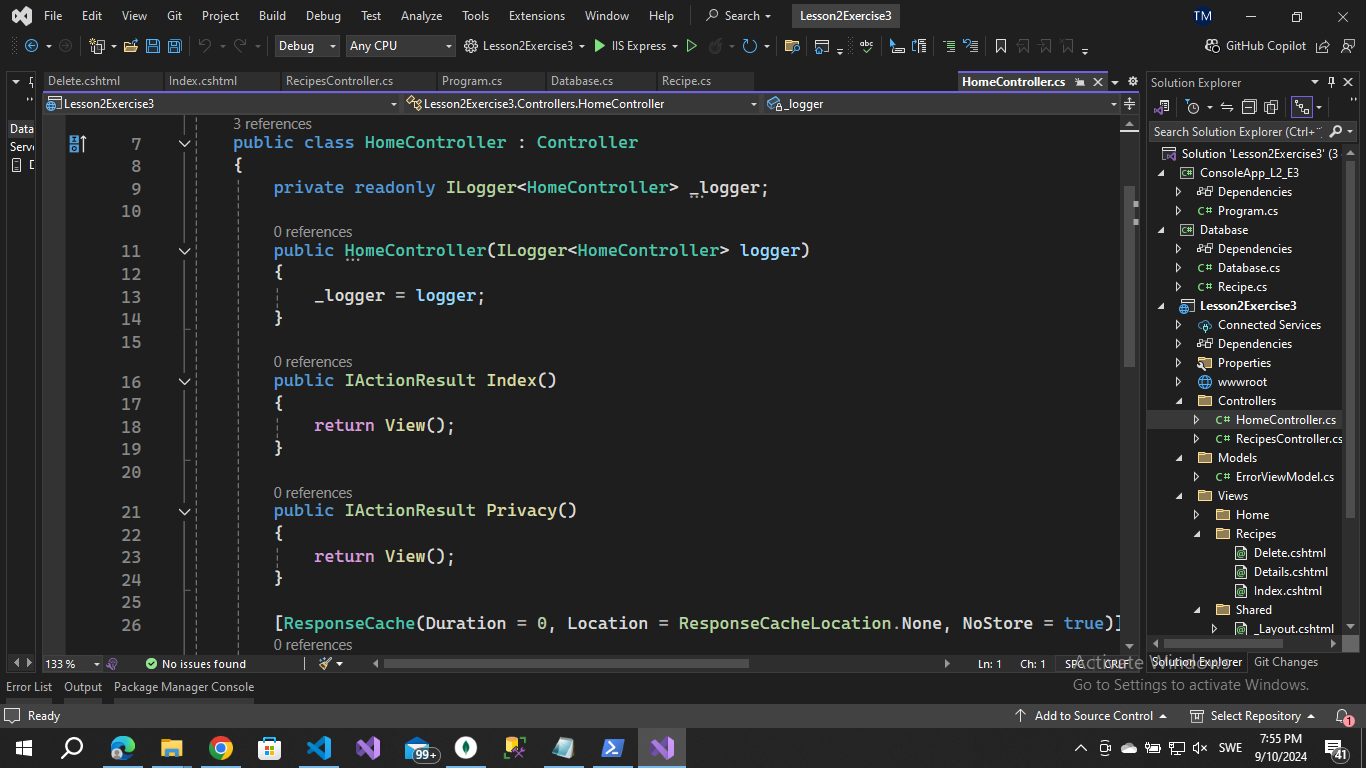 File Edit View Git Project Build Debug Test Analyze Tools Extensions Window Help Search Lesson2Exercise3 TM
Debug Any CPU Lesson2Exercise3 IIS Express GitHub Copilot
Delete.cshtml Index.cshtml RecipesController.cs Program.cs Database.cs Recipe.cs HomeController.cs
Lesson2Exercise3 Lesson2Exercise3.Controllers.HomeController _logger
Data
Serv
3 references
7 public class HomeController : Controller
8 {
9 private readonly ILogger<HomeController> _logger;
10
0 references
11 public HomeController(ILogger<HomeController> logger)
12 {
13 _logger = logger;
14 }
15
0 references
16 public IActionResult Index()
17 {
18 return View();
19 }
20
0 references
21 public IActionResult Privacy()
22 {
23 return View();
24 }
25
26 [ResponseCache(Duration = 0, Location = ResponseCacheLocation.None, NoStore = true)]
0 references
133 % No issues found Ln: 1 Ch: 1 SPC CRLF
Solution Explorer
Search Solution Explorer (Ctrl+
Solution 'Lesson2Exercise3' (3
ConsoleApp_L2_E3
Dependencies
C# Program.cs
Database
Dependencies
C# Database.cs
C# Recipe.cs
Lesson2Exercise3
Connected Services
Dependencies
Properties
wwwroot
Controllers
C# HomeController.cs
C# RecipesController.cs
Models
C# ErrorViewModel.cs
Views
Home
Recipes
Delete.cshtml
Details.cshtml
Index.cshtml
Shared
_Layout.cshtml
Solution Explorer Git Changes
Activate Windows
Go to Settings to activate Windows.
Error List Output Package Manager Console
Ready Add to Source Control Select Repository 1
99+ SWE 7:55 PM
9/10/2024 41